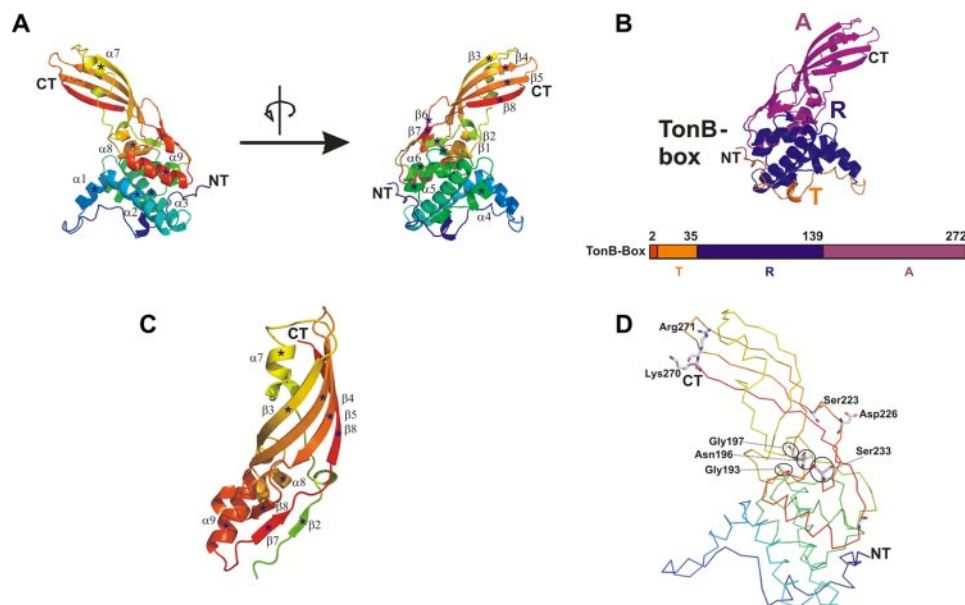 A
α7
CT
α8
α9
α1
NT
α2
α3
β3
β4
β5
β8
CT
β6
β7
β2
β1
α6
NT
α5
α4
B
A
CT
R
TonB-
box
NT
T
2 35 139 272
TonB-Box
T R A
C
CT
α7
β4
β3
β5
β8
α8
α9
β8
β7
β2
D
Arg271
Lys270
CT
Ser223
Asp226
Gly197
Asn196
Ser233
Gly193
NT